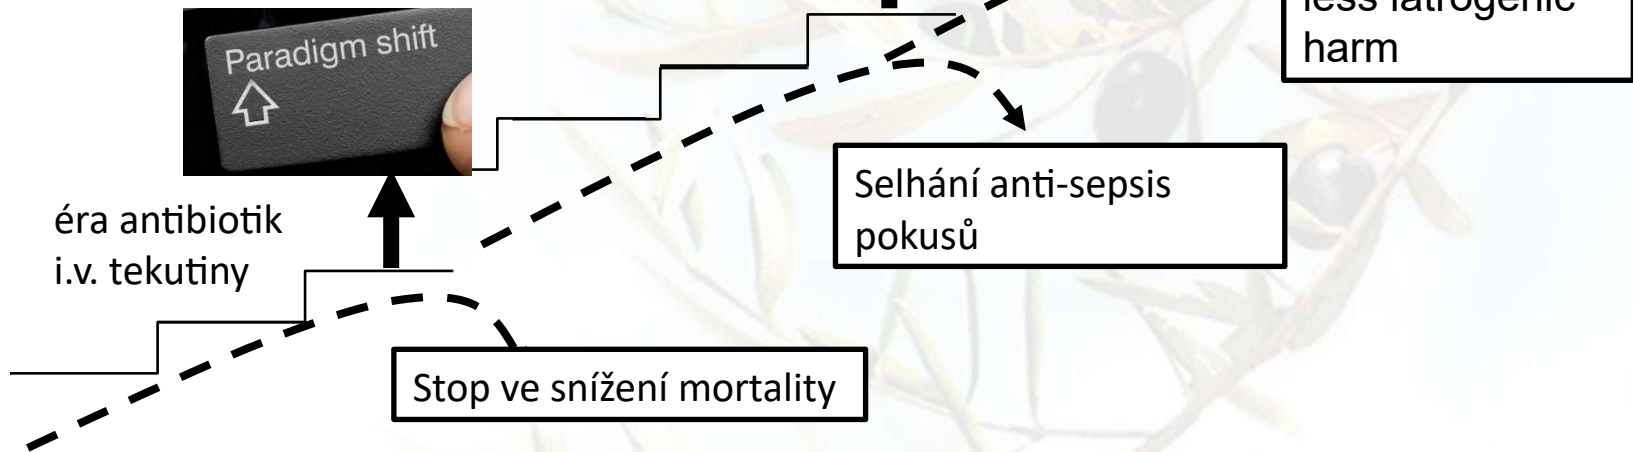 less iatrogenic
harm
Paradigm shift
Selhání anti-sepsis
pokusů
éra antibiotik
i.v. tekutiny
Stop ve snížení mortality